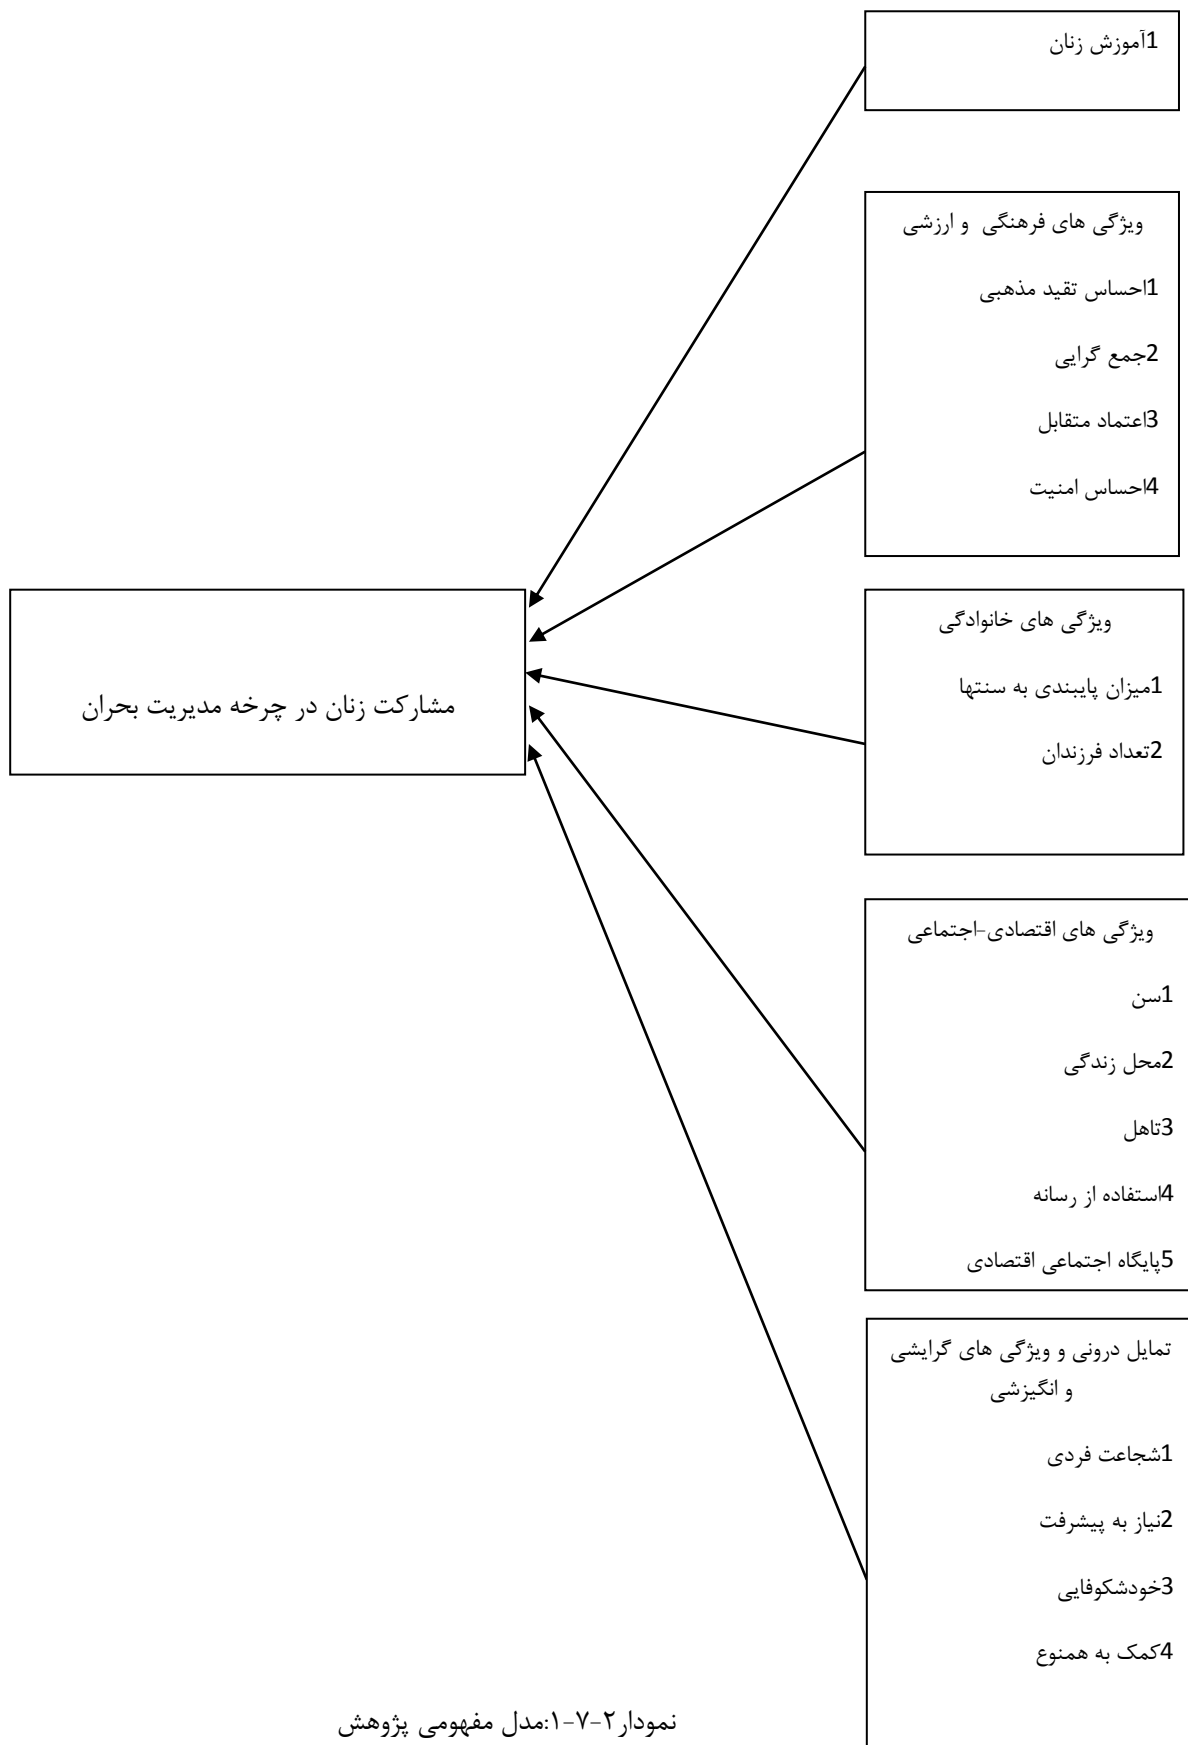 1آموزش زنان
ویژگی های فرهنگی و ارزشی
1احساس تقید مذهبی
2جمع گرایی
3اعتماد متقابل
4احساس امنیت
ویژگی های خانوادگی
1میزان پایبندی به سنتها
2تعداد فرزندان
مشارکت زنان در چرخه مدیریت بحران
ویژگی های اقتصادی-اجتماعی
1سن
2محل زندگی
3تاهل
4استفاده از رسانه
5پایگاه اجتماعی اقتصادی
تمایل درونی و ویژگی های گرایشی
و انگیزشی
1شجاعت فردی
2نیاز به پیشرفت
3خودشکوفایی
4کمک به همنوع
نمودار۲-۷-۱:مدل مفهومی پژوهش